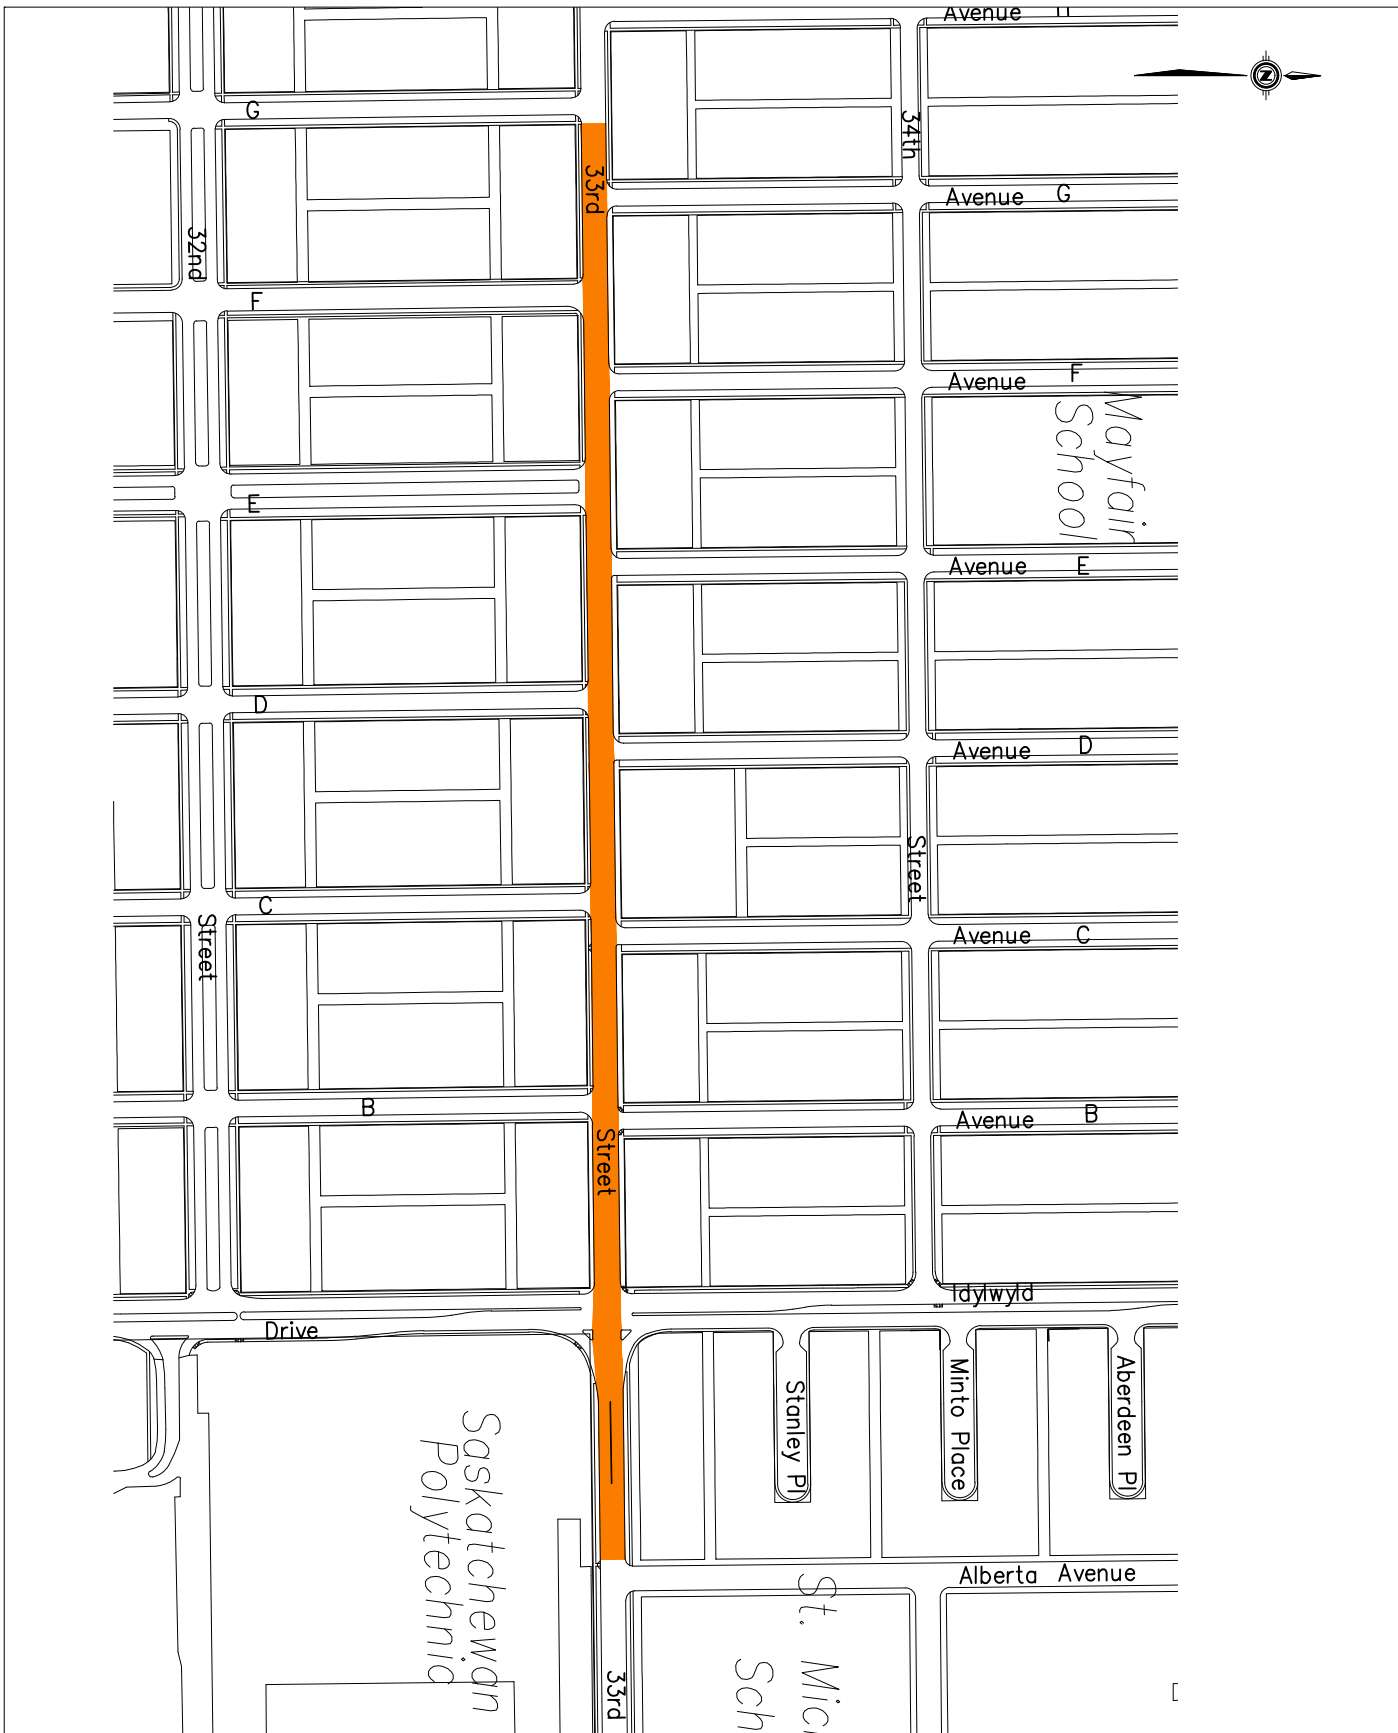 Avenue H
N
G
34th
33rd
Avenue G
32nd
F
Avenue F
Mayfair
School
E
Avenue E
D
Avenue D
Street
C
Street
Avenue C
B
Avenue B
Street
Idylwyld
Drive
Stanley Pl
Minto Place
Aberdeen Pl
Saskatchewan
Polytechnic
Alberta Avenue
St. Mic
Sch
33rd